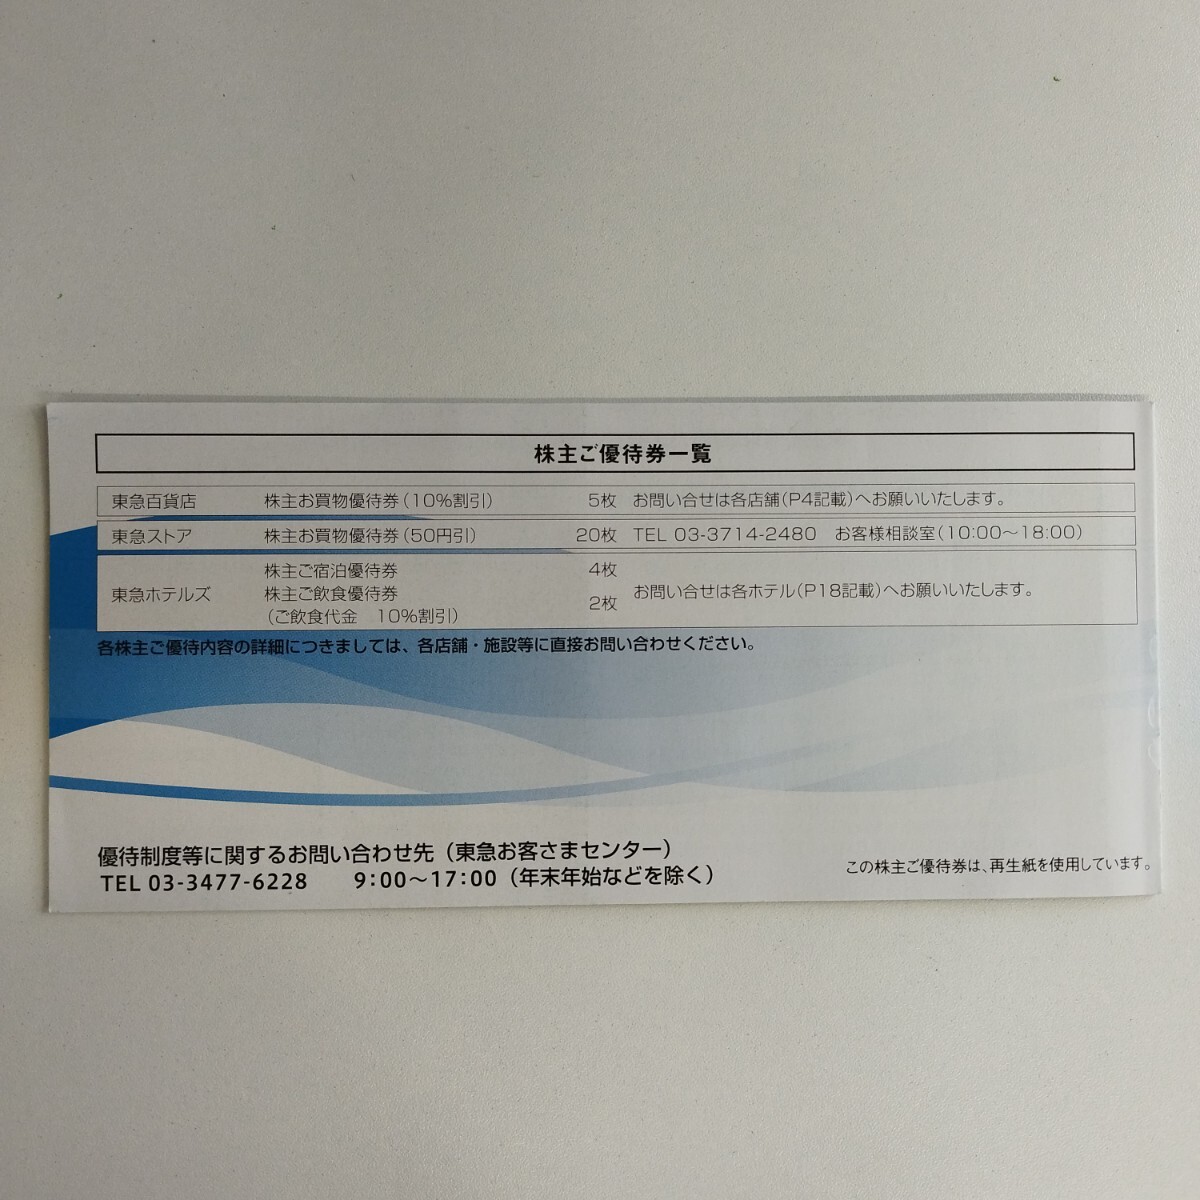 株主ご優待券一覧
東急百貨店 株主お買物優待券(10%割引) 5枚 お問い合せは各店舗(P4記載)へお願いいたします。
東急ストア 株主お買物優待券(50円引) 20枚 TEL 03-3714-2480 お客様相談室(10:00〜18:00)
東急ホテルズ 株主ご宿泊優待券 4枚
株主ご飲食優待券
(ご飲食代金 10%割引) 2枚 お問い合せは各ホテル(P18記載)へお願いいたします。
各株主ご優待内容の詳細につきましては、各店舗・施設等に直接お問い合わせください。
優待制度等に関するお問い合わせ先(東急お客さまセンター)
TEL 03-3477-6228 9:00〜17:00(年末年始などを除く)
この株主ご優待券は、再生紙を使用しています。